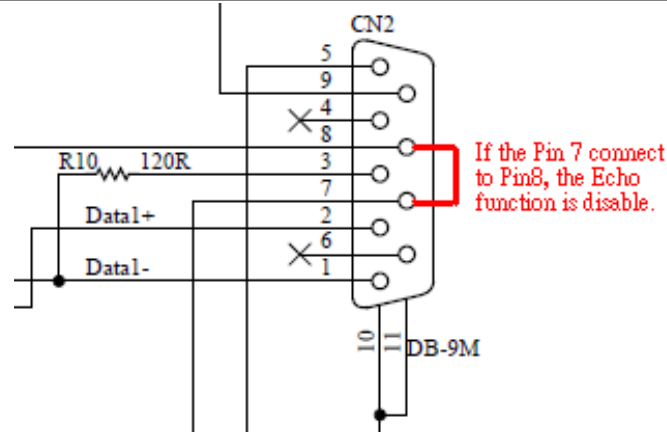 CN2
5
9
4
8
R10 120R 3
7
Data1+ 2
6
Data1- 1
If the Pin 7 connect
to Pin8, the Echo
function is disable.
10
11
DB-9M